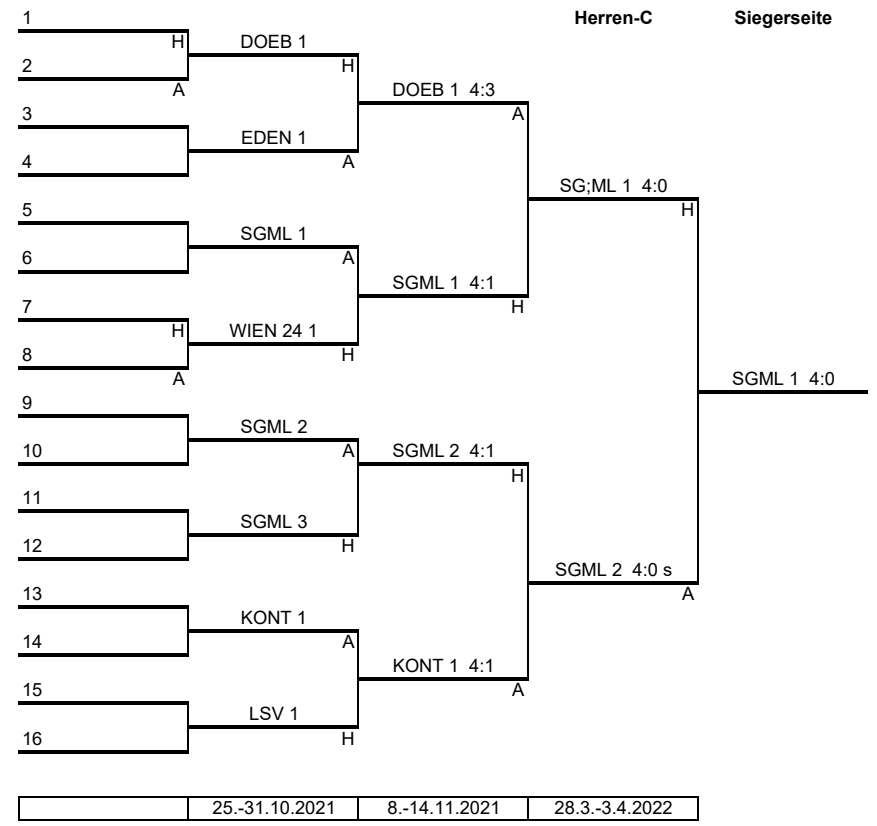 1 Herren-C Siegerseite
H DOEB 1
2 H
A DOEB 1 4:3
3 A
EDEN 1
4 A
SG;ML 1 4:0
5 H
SGML 1
6 A
SGML 1 4:1
7 H
H WIEN 24 1
8 H
A SGML 1 4:0
9
SGML 2
10 A SGML 2 4:1
H
11
SGML 3
12 H
SGML 2 4:0 s
13 A
KONT 1
14 A
KONT 1 4:1
15 A
LSV 1
16 H
25.-31.10.2021 8.-14.11.2021 28.3.-3.4.2022